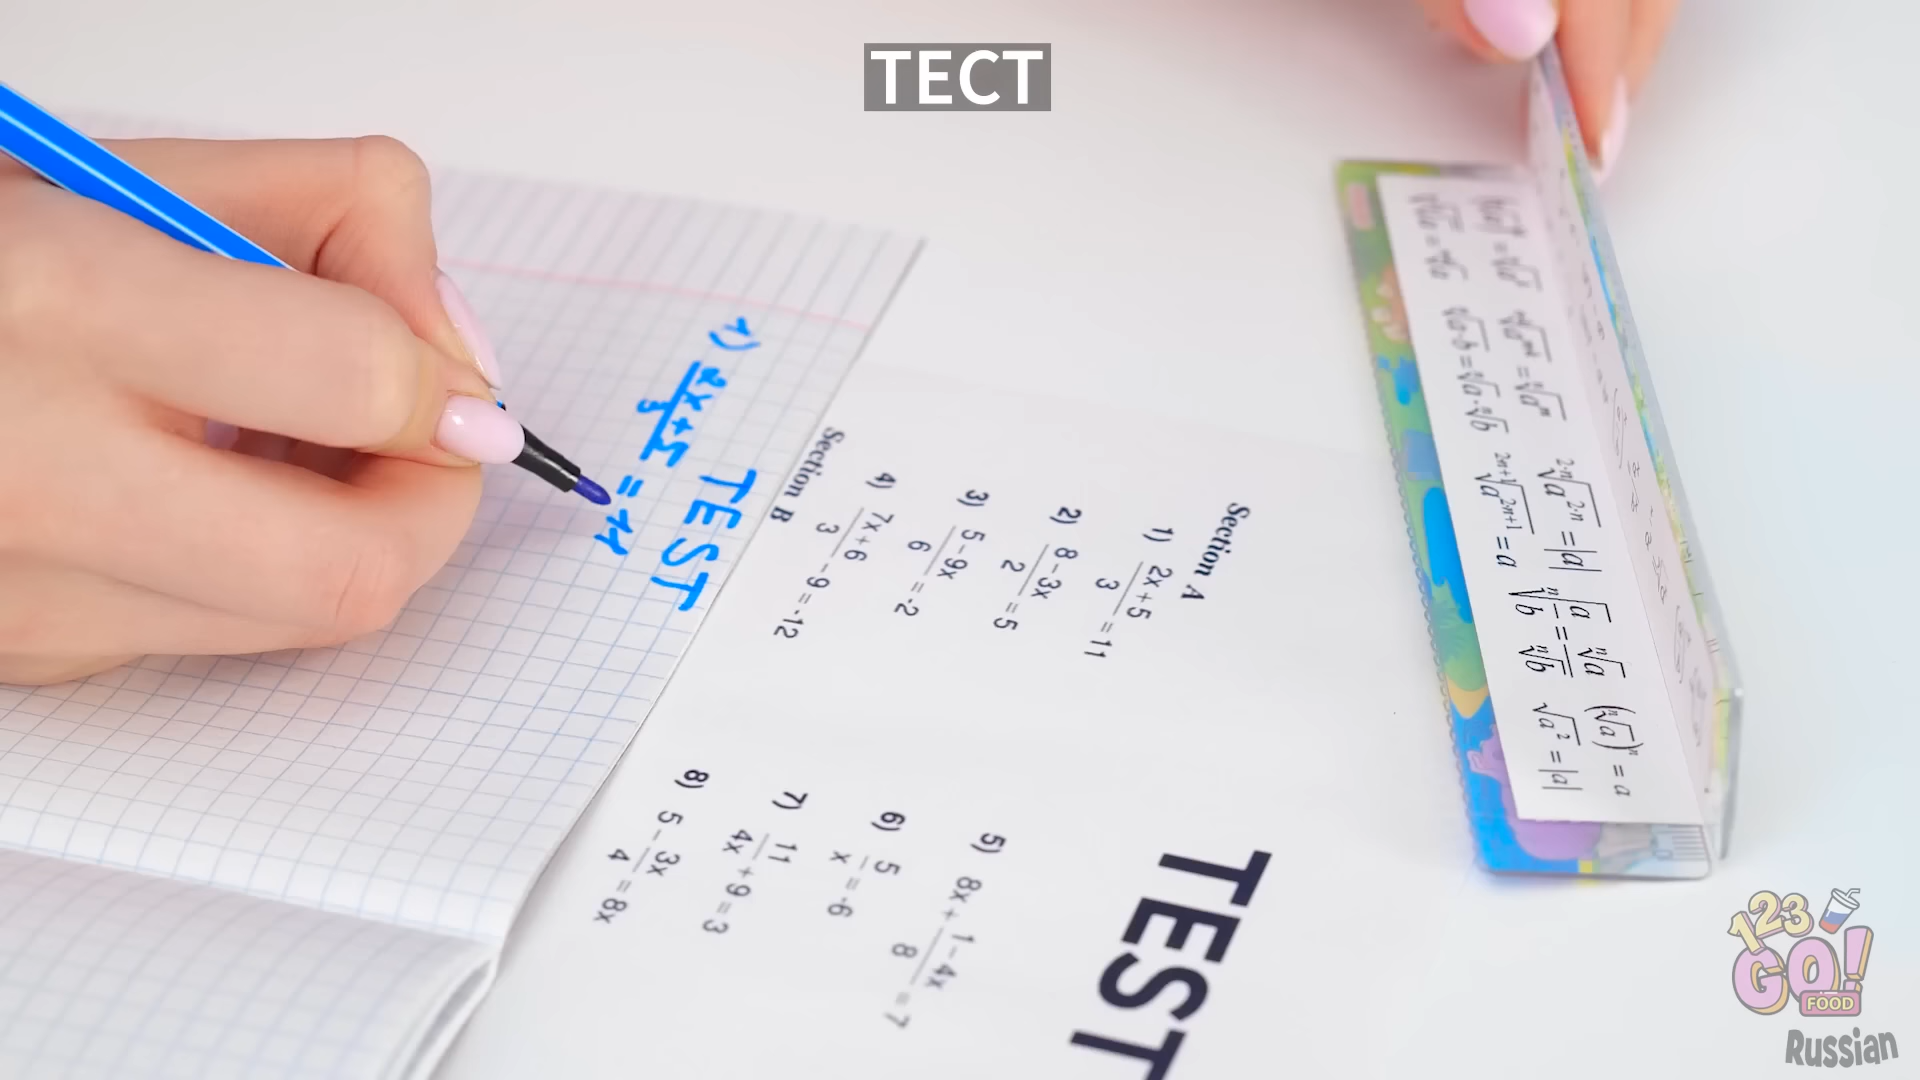 ТЕСТ
TEST
1) 2x+5/3 = 11
TEST
Section A
1) 2x+5/3 = 11
2) 8-3x/2 = 5
3) 5-9x/6 = -2
4) 7x+6/3 - 9 = -12
Section B
5) 8x + 1-4x/8 = 7
6) 5/x = -6
7) 11/4x + 9 = 3
8) 5 - 3x/4 = 8x
²ⁿ√a²ⁿ = |a|
ⁿ√a/b = ⁿ√a/ⁿ√b
(ⁿ√a)ⁿ = a
ⁿ√a·b = ⁿ√a · ⁿ√b
²ⁿ⁺¹√a²ⁿ⁺¹ = a
√a² = |a|
123 GO!
FOOD
Russian